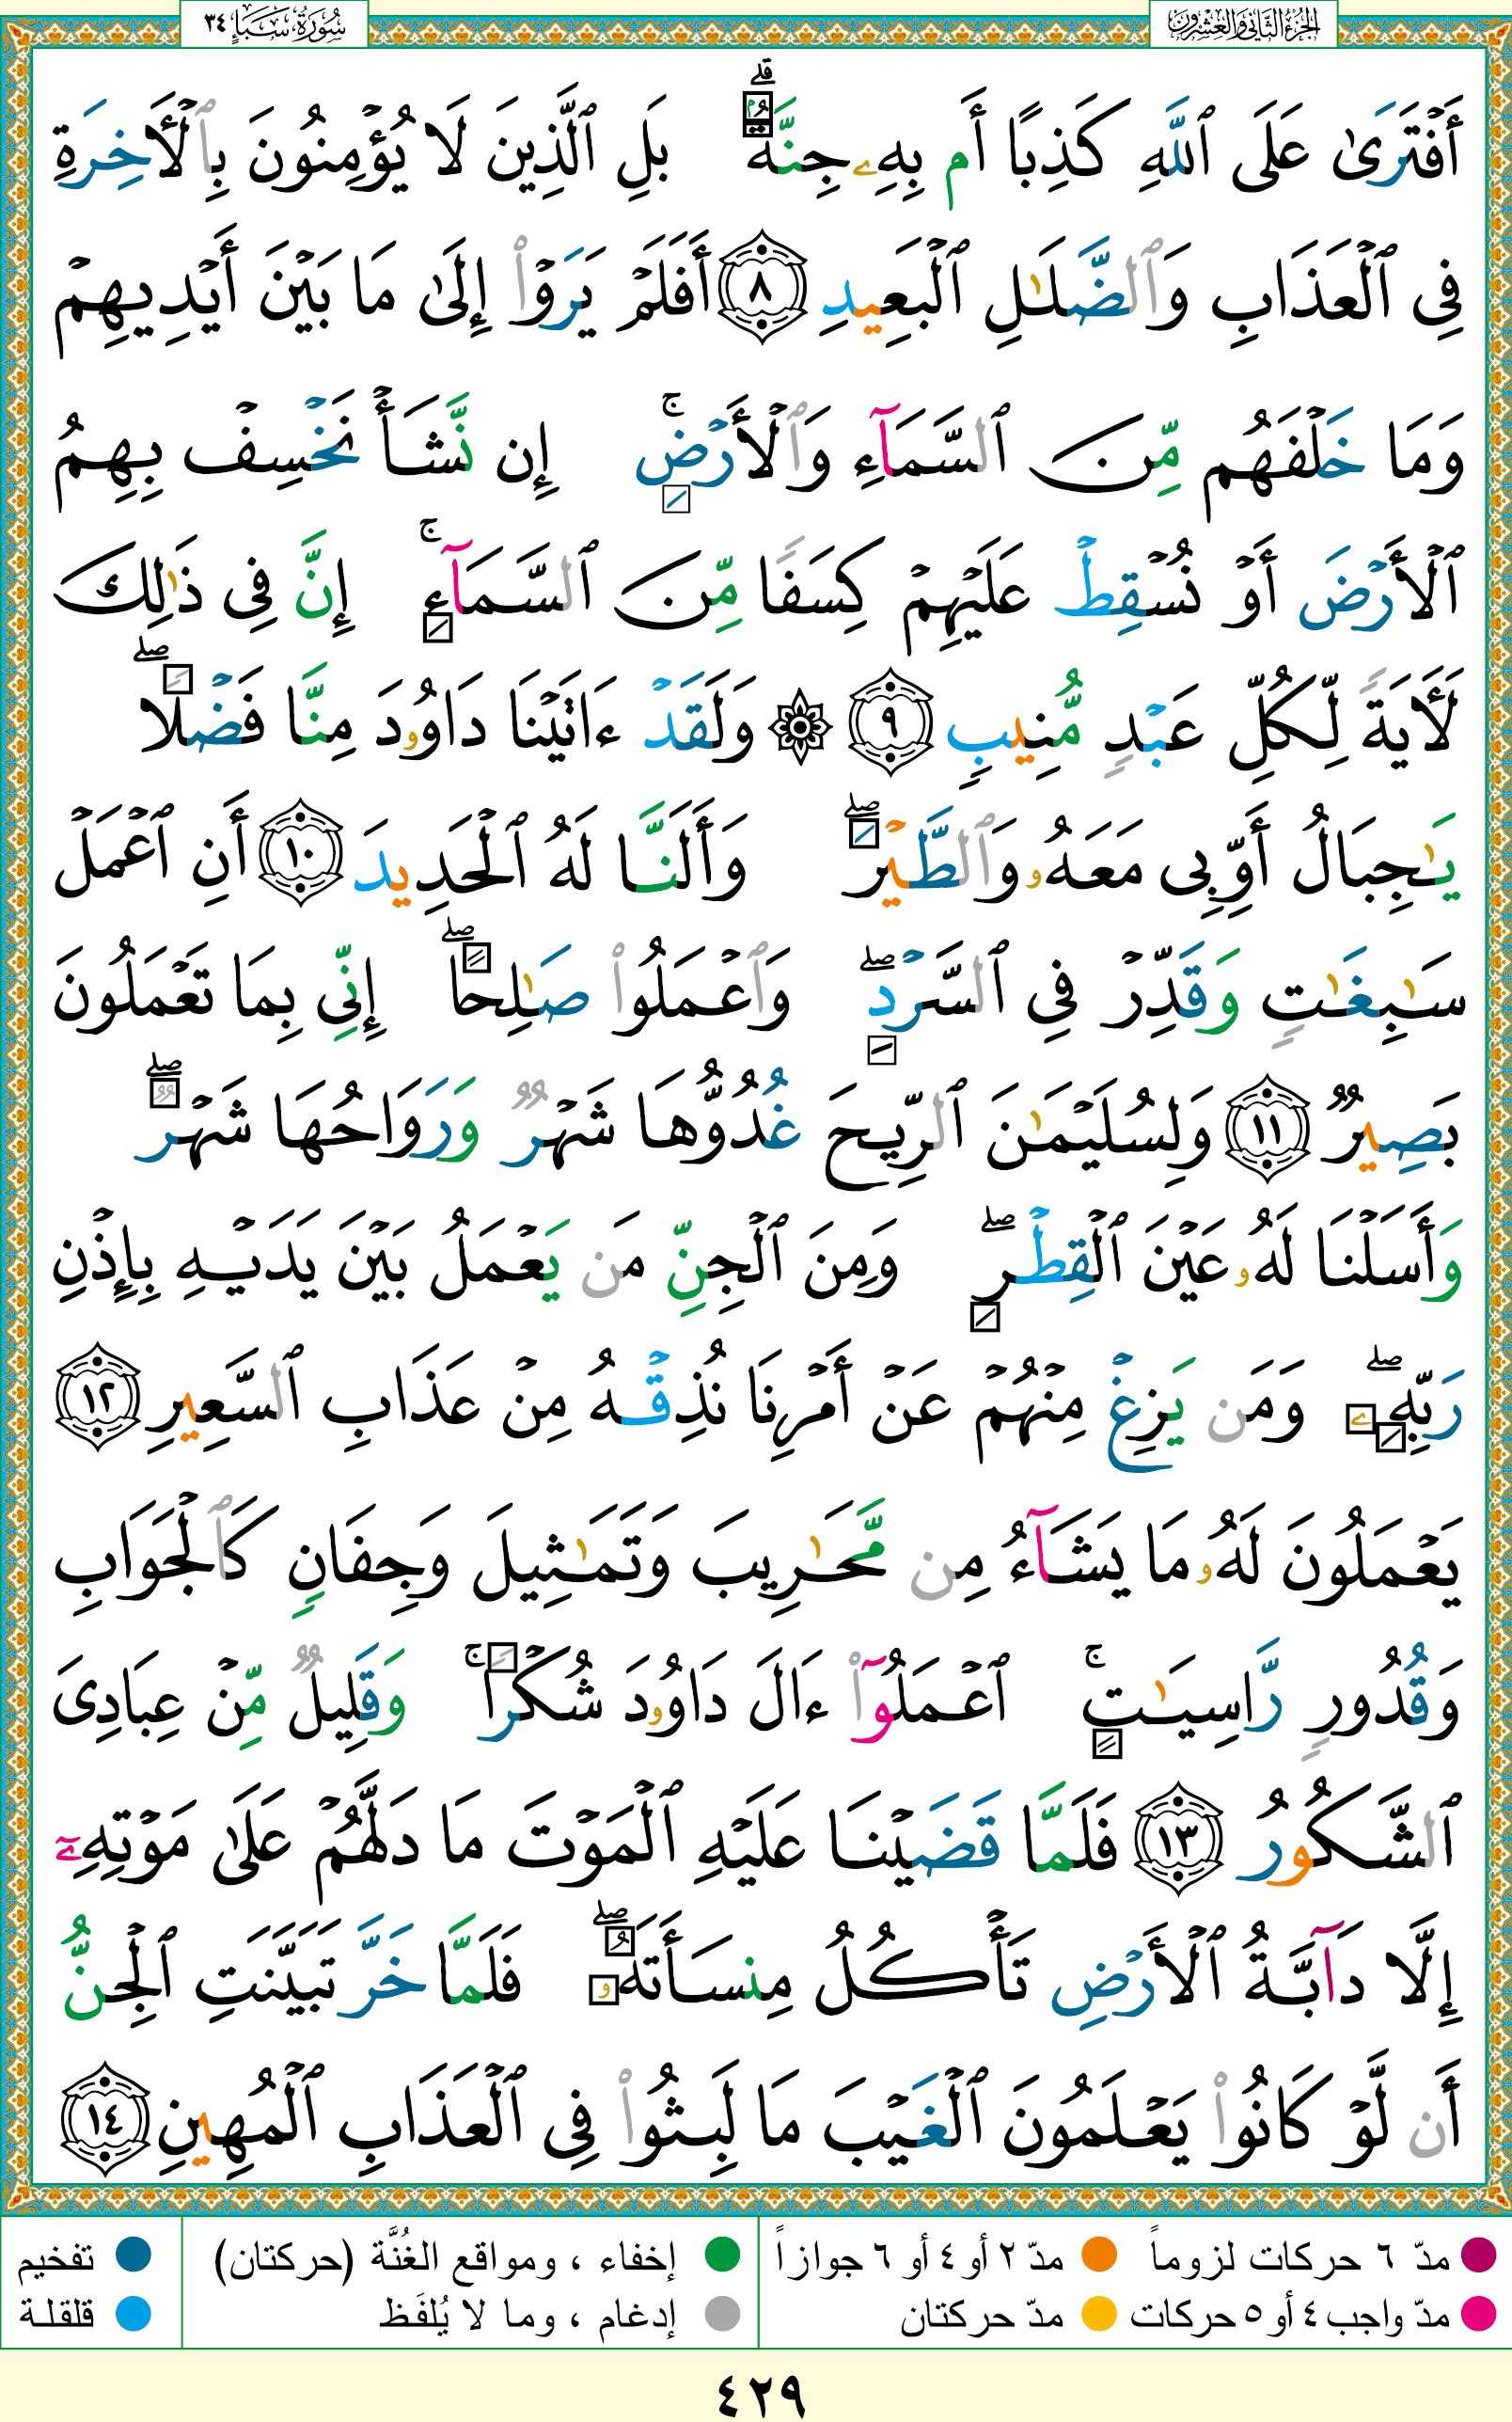 الجزء الثاني والعشرون
سورة سبإ ٣٤
أَفْتَرَىٰ عَلَى ٱللَّهِ كَذِبًا أَم بِهِۦ جِنَّةٌۗ بَلِ ٱلَّذِينَ لَا يُؤْمِنُونَ بِٱلْأَخِرَةِ
فِى ٱلْعَذَابِ وَٱلضَّلَـٰلِ ٱلْبَعِيدِ ٨ أَفَلَمْ يَرَوْا۟ إِلَىٰ مَا بَيْنَ أَيْدِيهِمْ
وَمَا خَلْفَهُم مِّنَ ٱلسَّمَآءِ وَٱلْأَرْضِۚ إِن نَّشَأْ نَخْسِفْ بِهِمُ
ٱلْأَرْضَ أَوْ نُسْقِطْ عَلَيْهِمْ كِسَفًا مِّنَ ٱلسَّمَآءِۚ إِنَّ فِى ذَٰلِكَ
لَأَيَةً لِّكُلِّ عَبْدٍ مُّنِيبٍ ٩ ۞ وَلَقَدْ ءَاتَيْنَا دَاوُۥدَ مِنَّا فَضْلًاۖ
يَـٰجِبَالُ أَوِّبِى مَعَهُۥ وَٱلطَّيْرَۖ وَأَلَنَّا لَهُ ٱلْحَدِيدَ ١٠ أَنِ ٱعْمَلْ
سَـٰبِغَـٰتٍ وَقَدِّرْ فِى ٱلسَّرْدِۖ وَٱعْمَلُوا۟ صَـٰلِحًاۖ إِنِّى بِمَا تَعْمَلُونَ
بَصِيرٌ ١١ وَلِسُلَيْمَـٰنَ ٱلرِّيحَ غُدُوُّهَا شَهْرٌ وَرَوَاحُهَا شَهْرٌۖ
وَأَسَلْنَا لَهُۥ عَيْنَ ٱلْقِطْرِۖ وَمِنَ ٱلْجِنِّ مَن يَعْمَلُ بَيْنَ يَدَيْهِ بِإِذْنِ
رَبِّهِۦۖ وَمَن يَزِغْ مِنْهُمْ عَنْ أَمْرِنَا نُذِقْهُ مِنْ عَذَابِ ٱلسَّعِيرِ ١٢
يَعْمَلُونَ لَهُۥ مَا يَشَآءُ مِن مَّحَـٰرِيبَ وَتَمَـٰثِيلَ وَجِفَانٍ كَٱلْجَوَابِ
وَقُدُورٍ رَّاسِيَـٰتٍۚ ٱعْمَلُوٓا۟ ءَالَ دَاوُۥدَ شُكْرًاۚ وَقَلِيلٌ مِّنْ عِبَادِىَ
ٱلشَّكُورُ ١٣ فَلَمَّا قَضَيْنَا عَلَيْهِ ٱلْمَوْتَ مَا دَلَّهُمْ عَلَىٰ مَوْتِهِۦٓ
إِلَّا دَآبَّةُ ٱلْأَرْضِ تَأْكُلُ مِنسَأَتَهُۥۖ فَلَمَّا خَرَّ تَبَيَّنَتِ ٱلْجِنُّ
أَن لَّوْ كَانُوا۟ يَعْلَمُونَ ٱلْغَيْبَ مَا لَبِثُوا۟ فِى ٱلْعَذَابِ ٱلْمُهِينِ ١٤
مدّ ٦ حركات لزوماً مدّ ٢ أو ٤ أو ٦ جوازاً إخفاء ، ومواقع الغُنَّة (حركتان) تفخيم
مدّ واجب ٤ أو ٥ حركات مدّ حركتان إدغام ، وما لا يُلفَظ قلقلة
٤٢٩